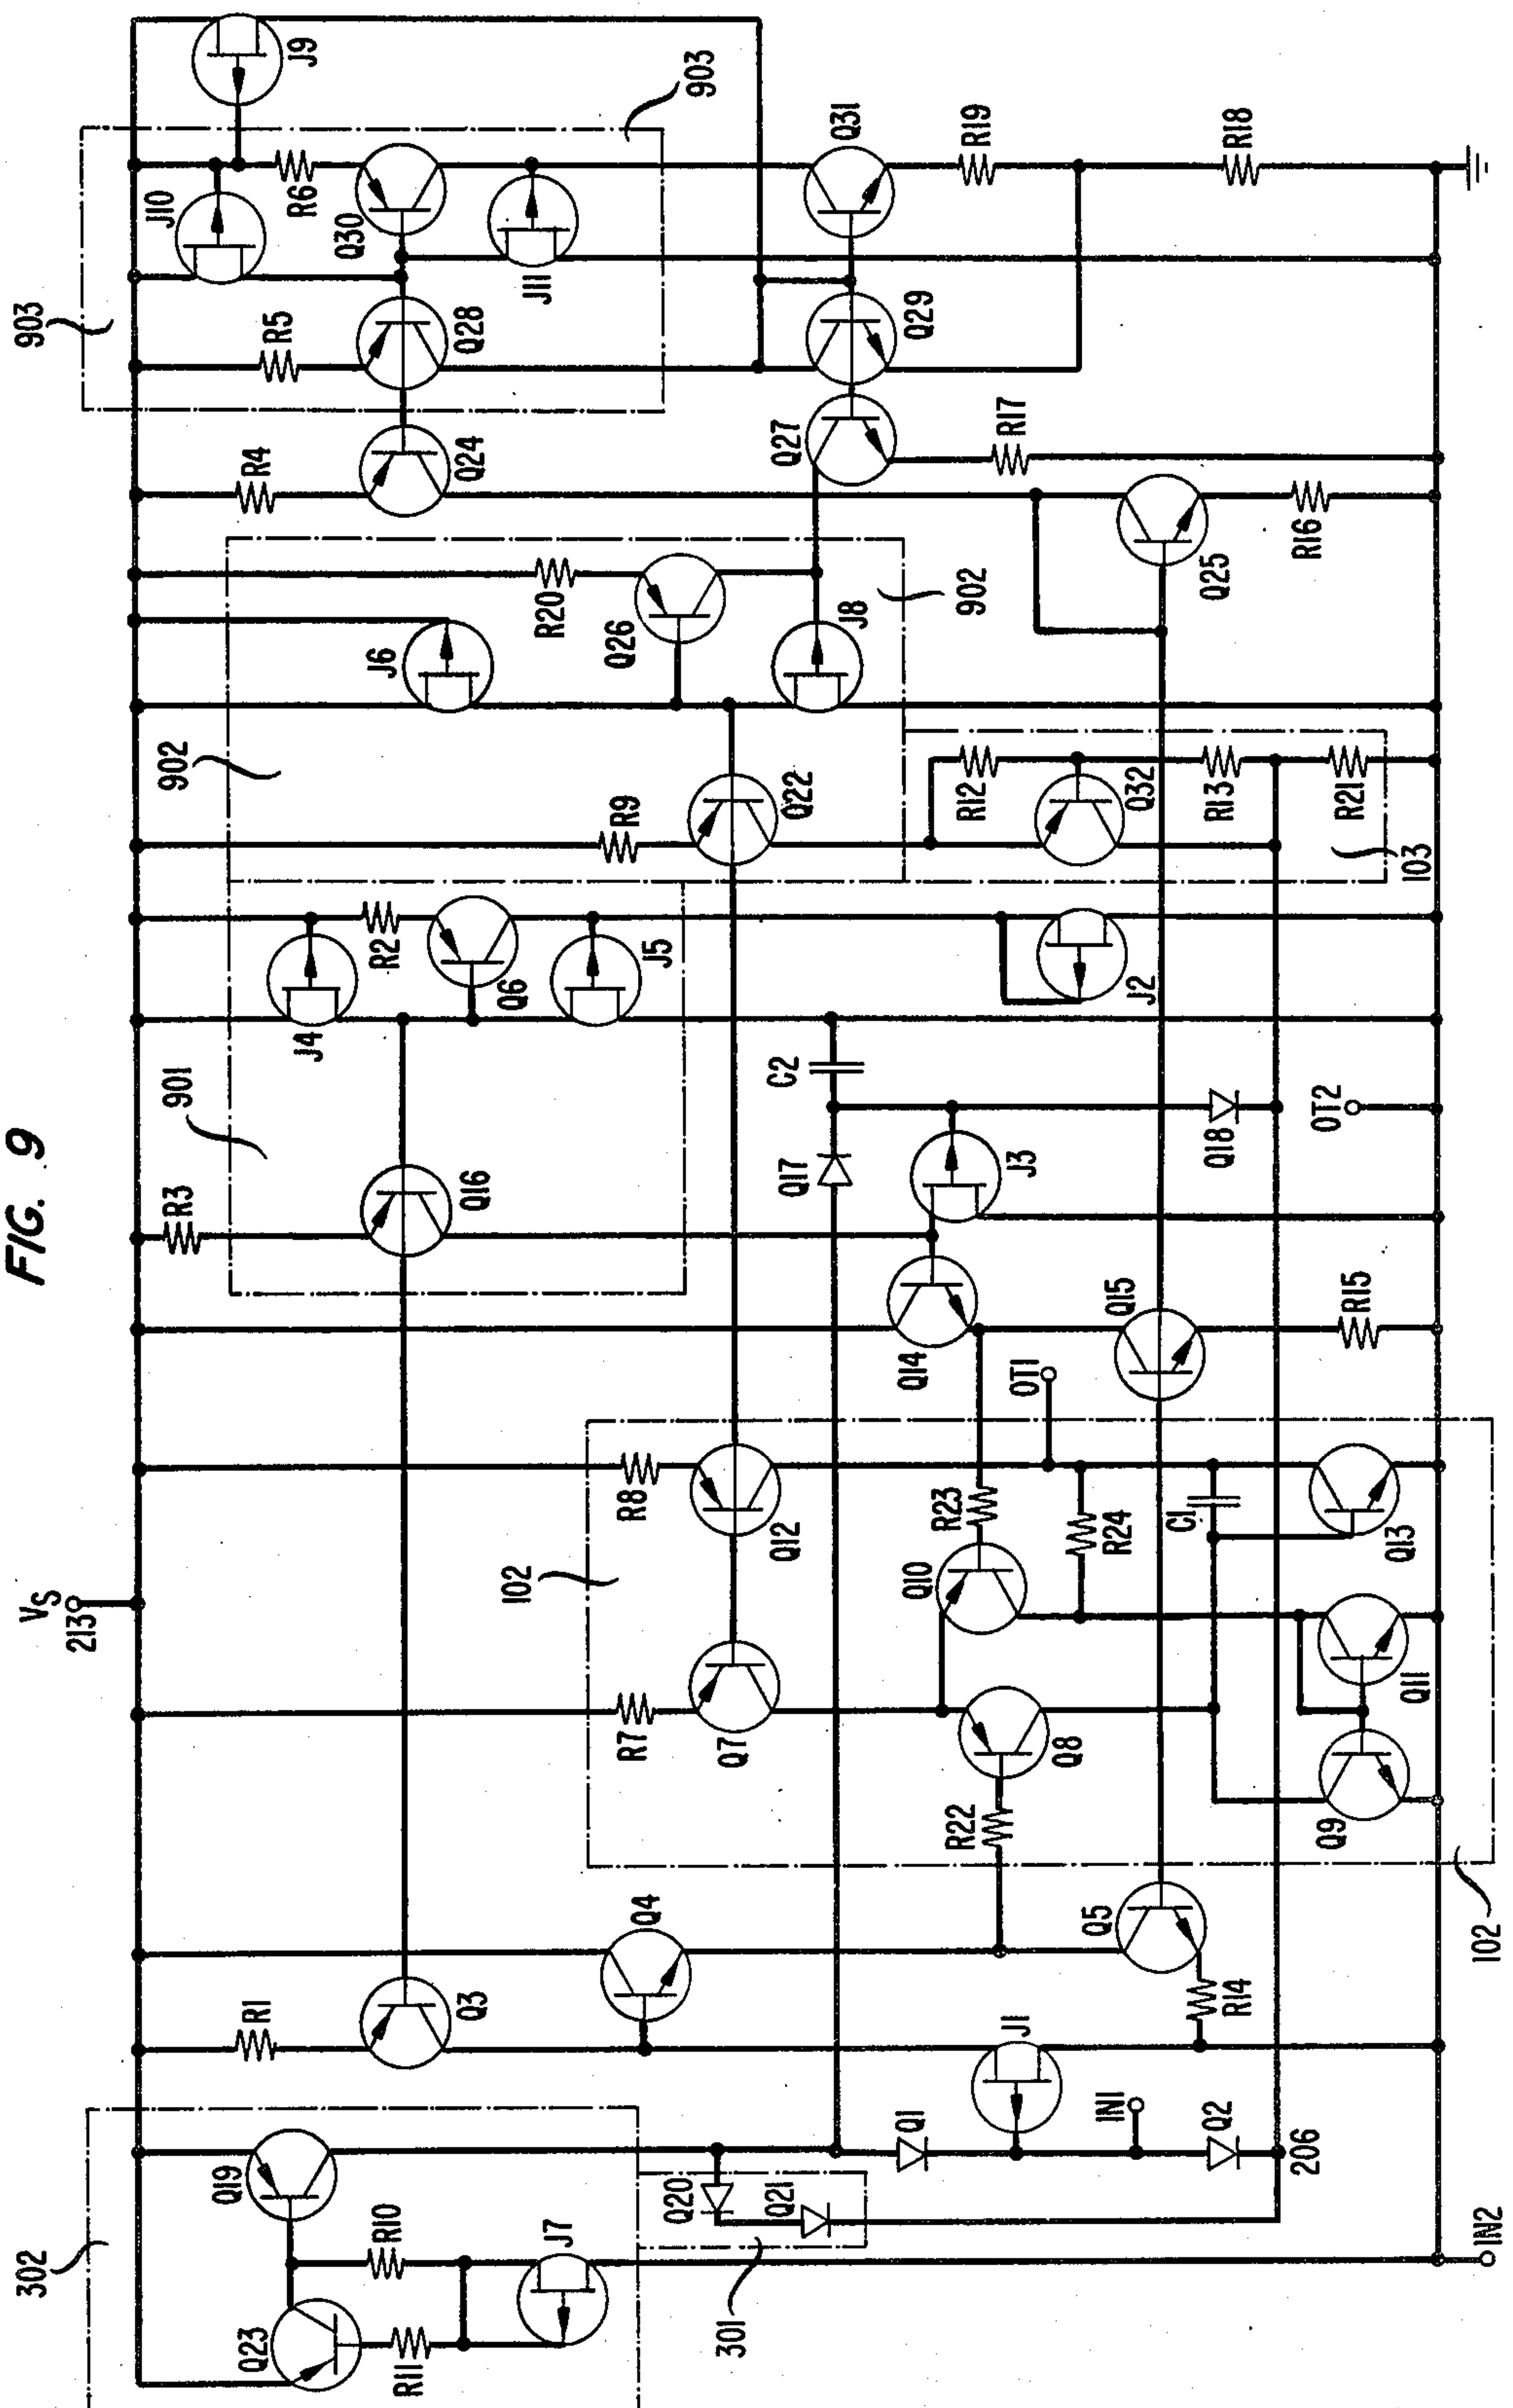 FIG. 9
VS
213
302
Q19
Q23
R10
R11
J7
301
Q20
Q21
IN2
R1
Q3
Q4
J1
Q1
IN1
Q2
206
Q5
R14
102
R7
Q7
R8
Q12
R22
Q8
Q10
R23
R24
C1
Q9
Q11
Q13
102
OT1
Q14
Q15
R15
R3
901
Q16
Q17
C2
J3
Q18
OT2
J4
R2
Q6
J5
J2
902
R9
Q22
J6
R20
Q26
J8
902
R12
Q32
R13
R21
103
R4
Q24
Q25
R16
Q27
R17
903
R5
Q28
J10
R6
Q30
J11
903
J9
Q29
Q31
R19
R18